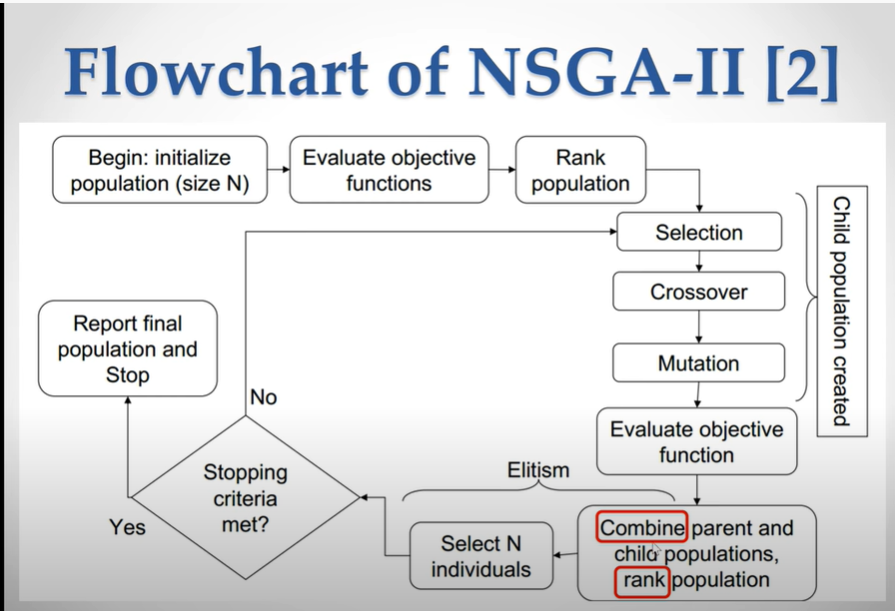 Flowchart of NSGA-II [2]
Begin: initialize
population (size N)
Evaluate objective
functions
Rank
population
Selection
Crossover
Mutation
Child population created
Evaluate objective
function
Combine parent and
child populations,
rank population
Elitism
Select N
individuals
Stopping
criteria
met?
No
Yes
Report final
population and
Stop